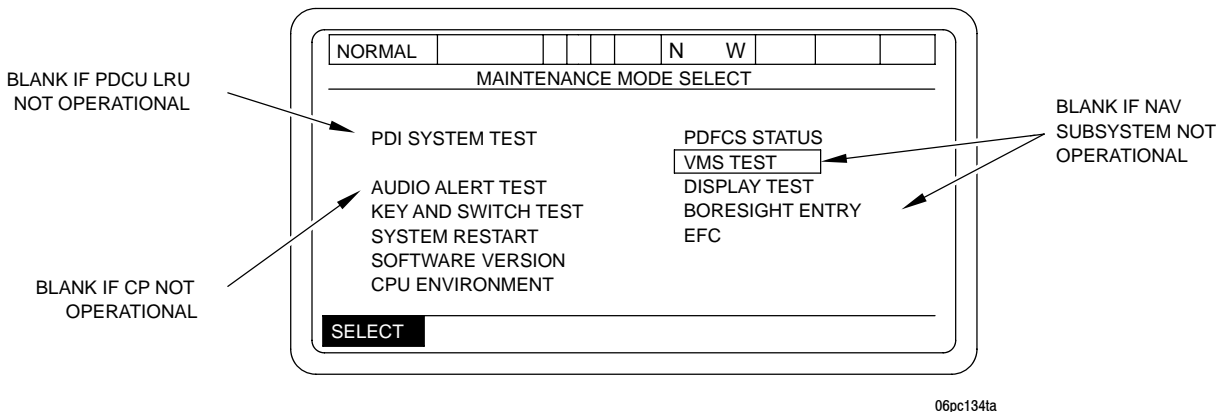 NORMAL N W
MAINTENANCE MODE SELECT
BLANK IF PDCU LRU
NOT OPERATIONAL
PDI SYSTEM TEST
AUDIO ALERT TEST
KEY AND SWITCH TEST
SYSTEM RESTART
SOFTWARE VERSION
CPU ENVIRONMENT
PDFCS STATUS
VMS TEST
DISPLAY TEST
BORESIGHT ENTRY
EFC
BLANK IF NAV
SUBSYSTEM NOT
OPERATIONAL
BLANK IF CP NOT
OPERATIONAL
SELECT
06pc134ta